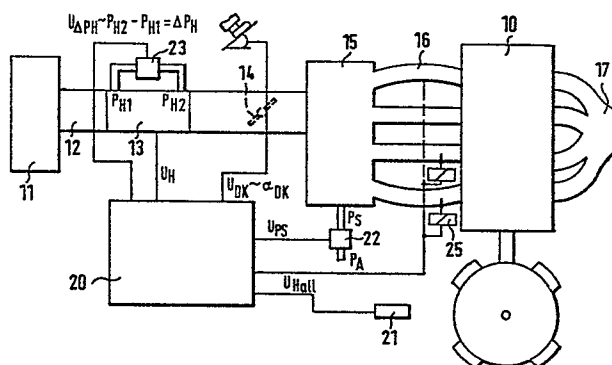 U_ΔPH~P_H2 - P_H1 = ΔP_H
23
15
16
10
14
17
P_H1
P_H2
11
12
13
U_H
U_DK~α_DK
P_S
U_PS
22
25
20
P_A
U_Hall
21